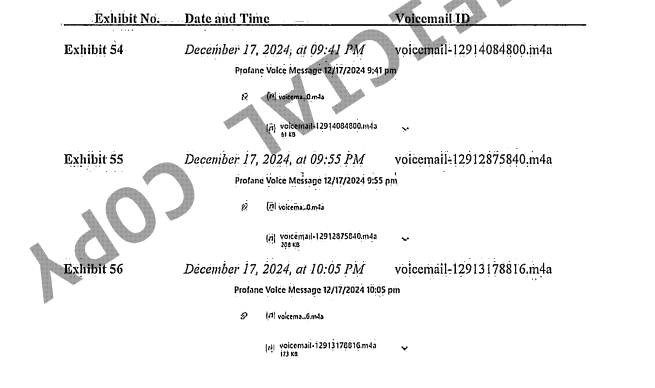 Exhibit No. Date and Time Voicemail ID
Exhibit 54 December 17, 2024, at 09:41 PM voicemail-12914084800.m4a
Profane Voice Message 12/17/2024 9:41 pm
voicema...0.m4a
voicemail-12914084800.m4a
61 KB
Exhibit 55 December 17, 2024, at 09:55 PM voicemail-12912875840.m4a
Profane Voice Message 12/17/2024 9:55 pm
voicema...0.m4a
voicemail-12912875840.m4a
208 KB
Exhibit 56 December 17, 2024, at 10:05 PM voicemail-12913178816.m4a
Profane Voice Message 12/17/2024 10:05 pm
voicema...6.m4a
voicemail-12913178816.m4a
173 KB
COPY